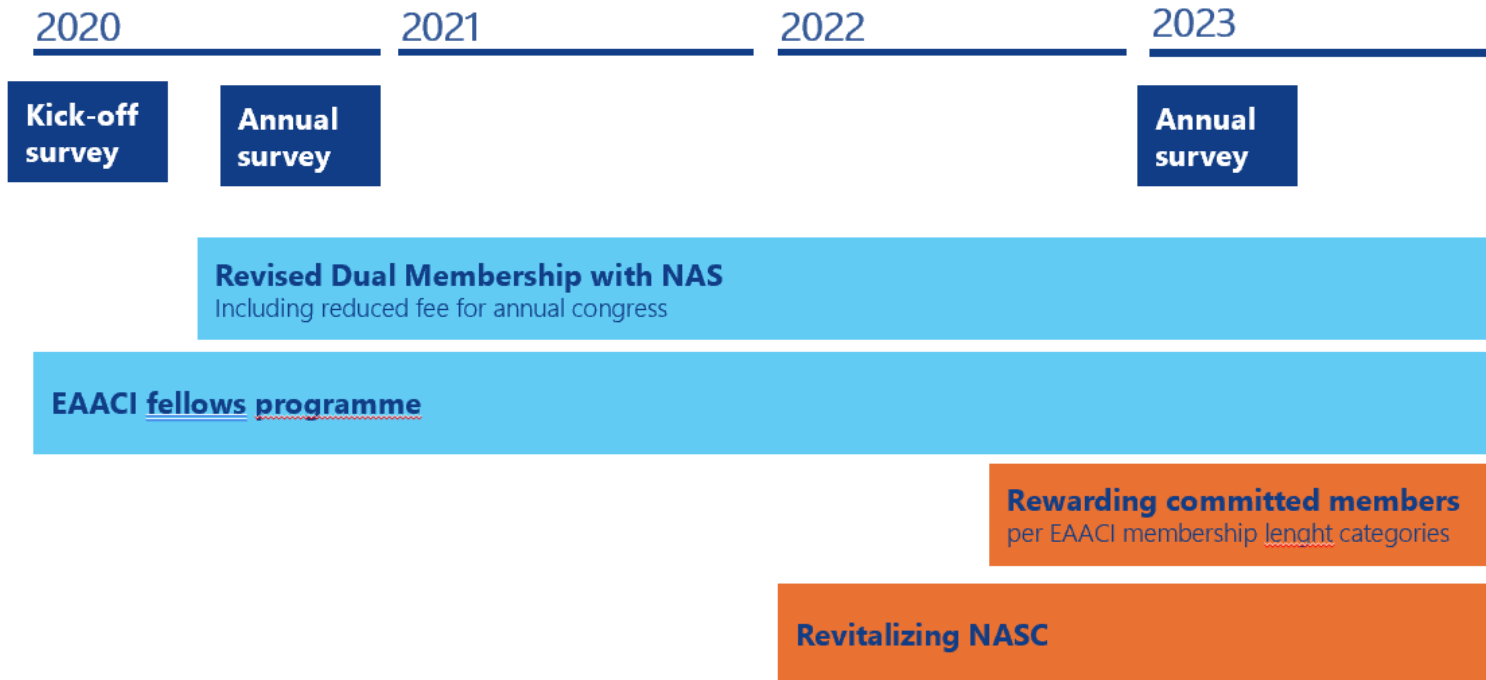 2020
2021
2022
2023
Kick-off
survey
Annual
survey
Annual
survey
Revised Dual Membership with NAS
Including reduced fee for annual congress
EAACI fellows programme
Rewarding committed members
per EAACI membership lenght categories
Revitalizing NASC